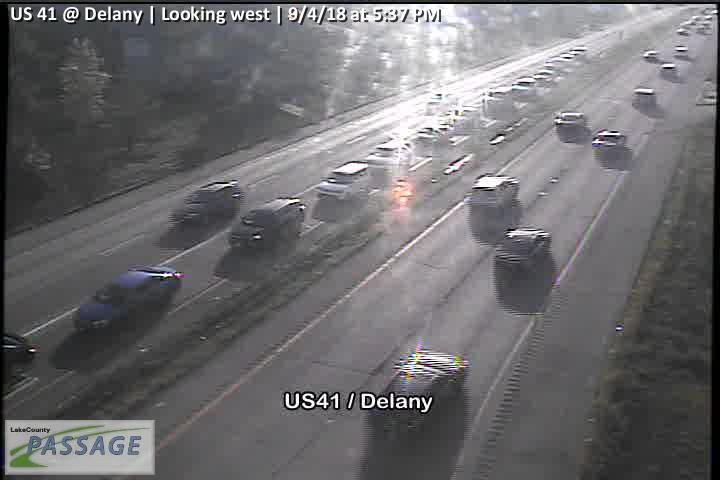 US 41 @ Delany | Looking west | 9/4/18 at 5:37 PM
US41 / Delany
LakeCounty
PASSAGE